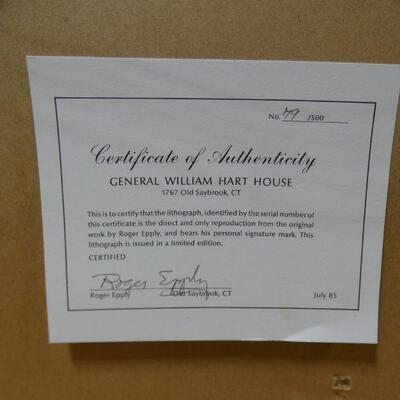 No. 79 /500
Certificate of Authenticity
GENERAL WILLIAM HART HOUSE
1767 Old Saybrook, CT
This is to certify that the lithograph, identified by the serial number of
this certificate is the direct and only reproduction from the original
work by Roger Epply, and bears his personal signature mark. This
lithograph is issued in a limited edition.
CERTIFIED
Roger Epply
Roger Epply Old Saybrook, CT July 85